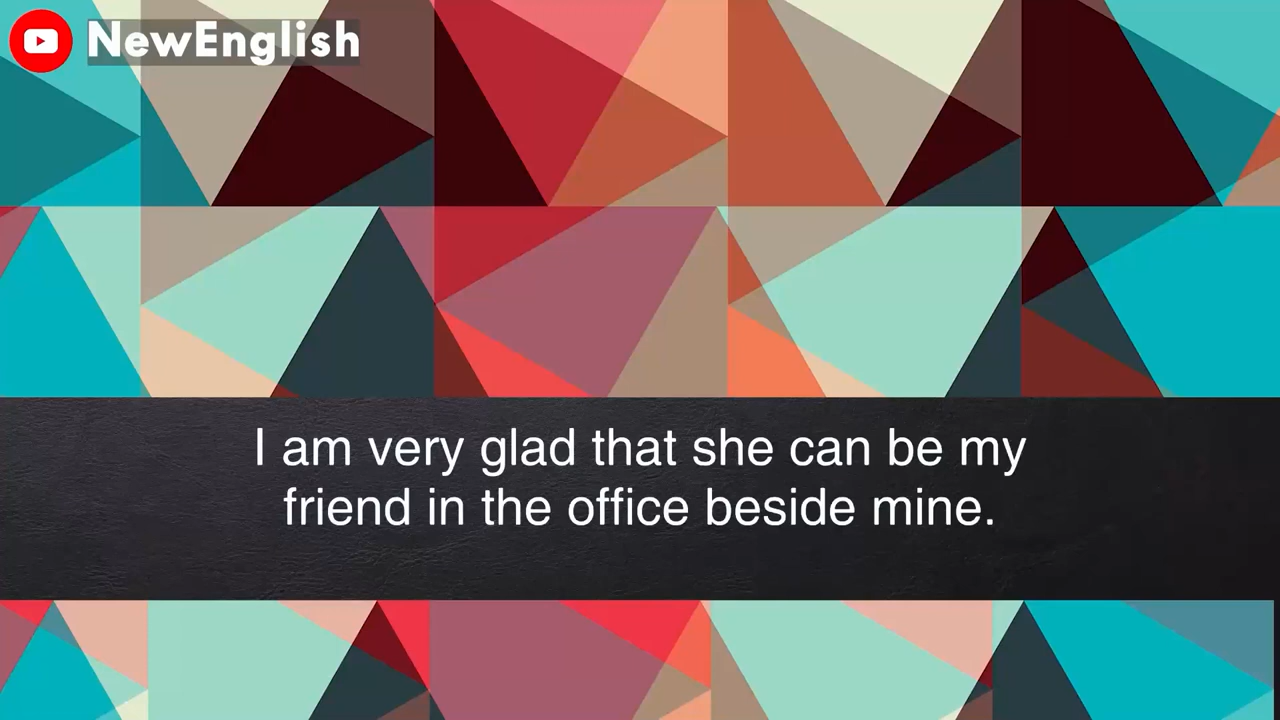 NewEnglish
I am very glad that she can be my
friend in the office beside mine.